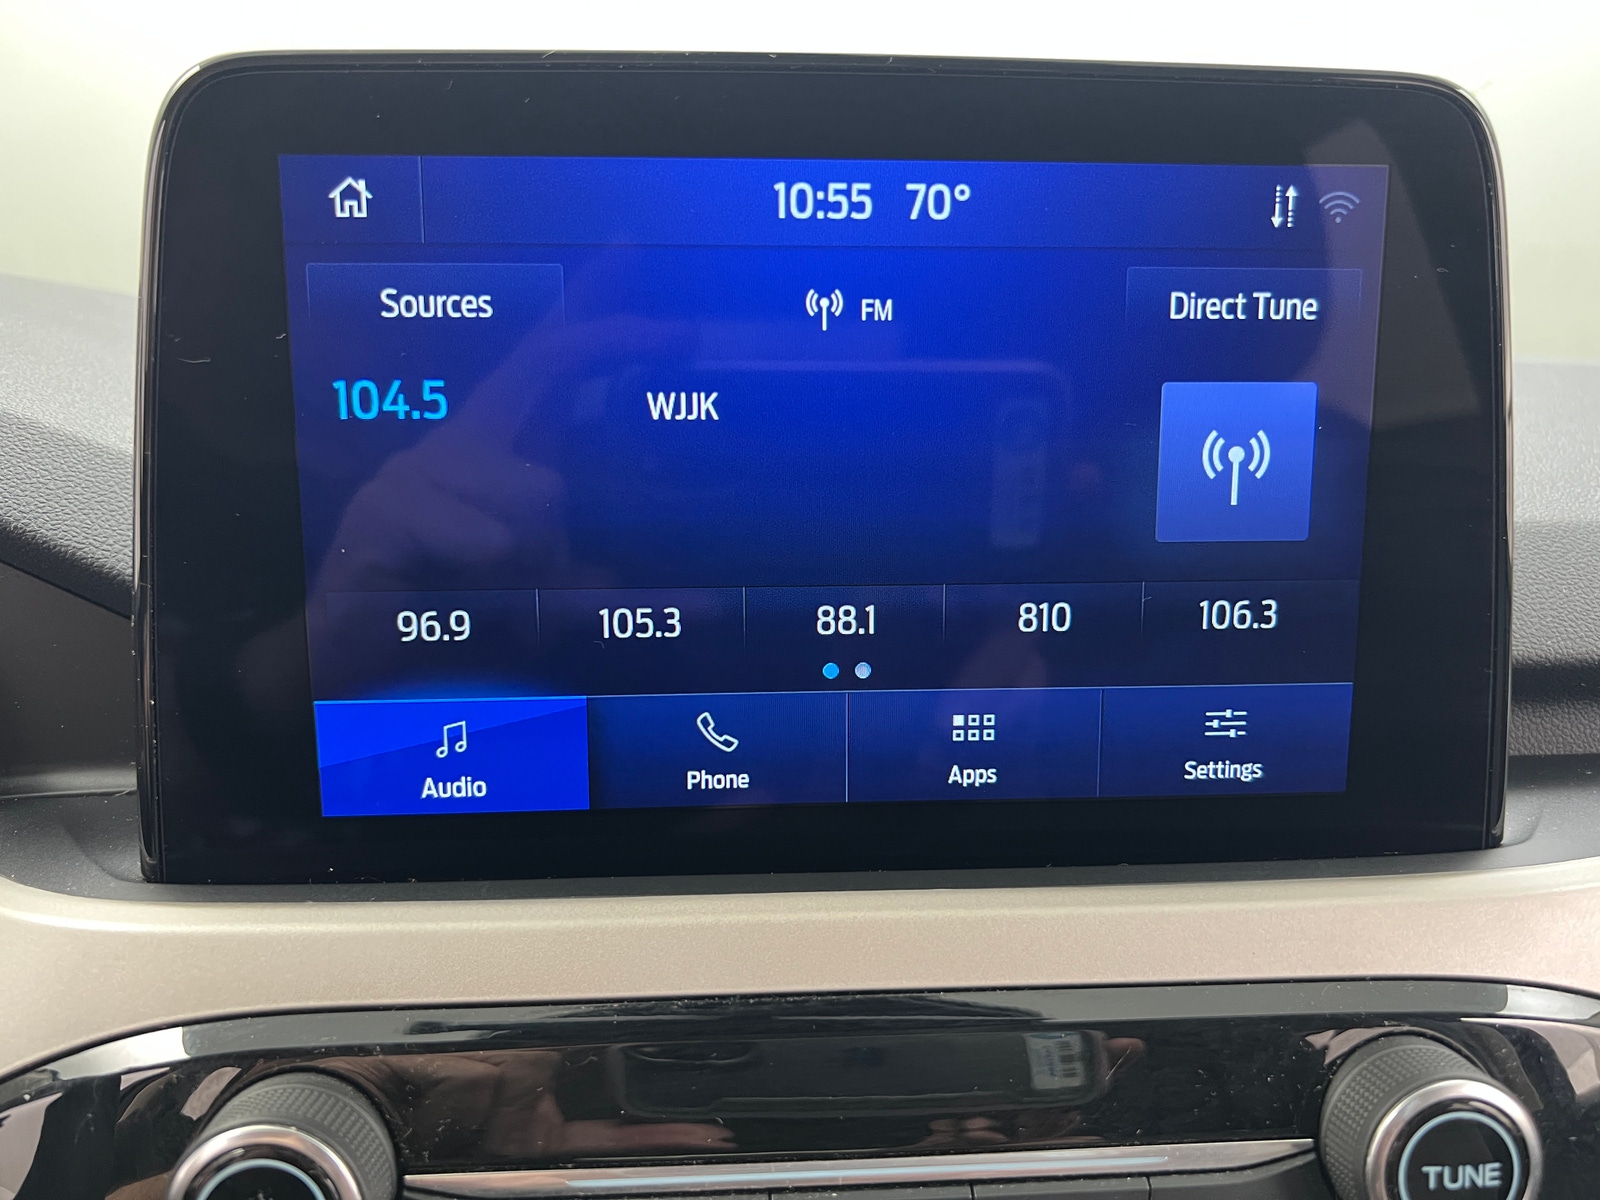 10:55 70°
Sources
FM
Direct Tune
104.5
WJJK
96.9
105.3
88.1
810
106.3
Audio
Phone
Apps
Settings
TUNE